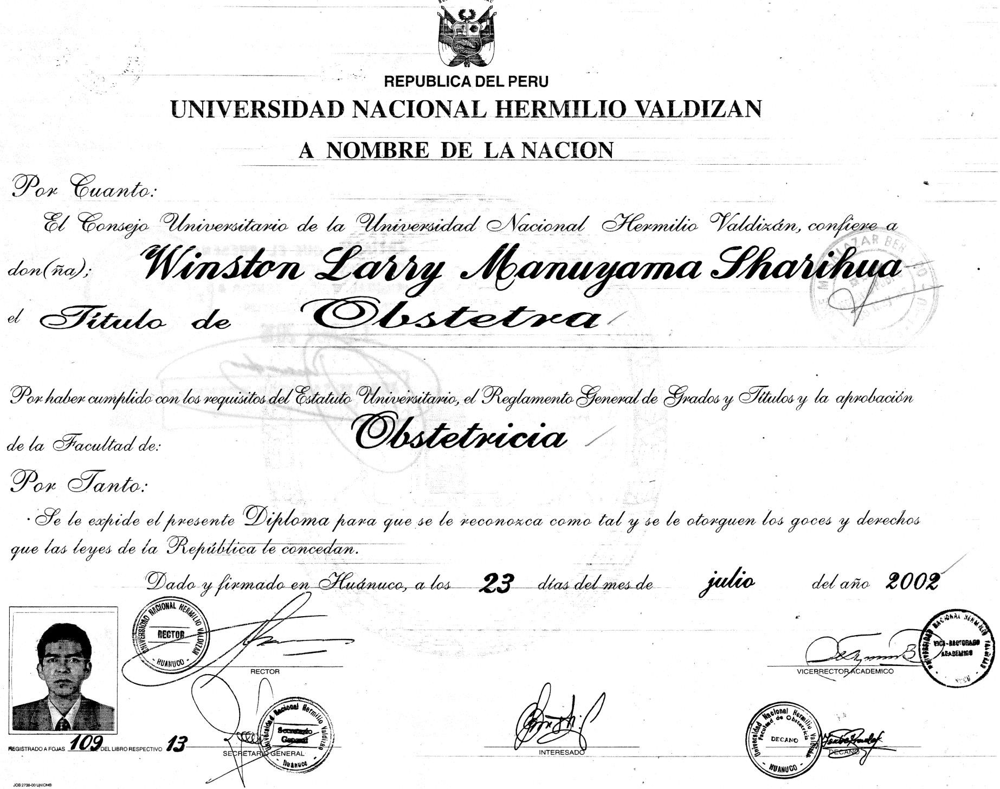 REPUBLICA DEL PERU
UNIVERSIDAD NACIONAL HERMILIO VALDIZAN
A NOMBRE DE LA NACION
Por Cuanto:
El Consejo Universitario de la Universidad Nacional Hermilio Valdizán, confiere a
don(ña); Winston Larry Manuyama Sharihua
el Título de Obstetra
Por haber cumplido con los requisitos del Estatuto Universitario, el Reglamento General de Grados y Títulos y la aprobación
de la Facultad de: Obstetricia
Por Tanto:
Se le expide el presente Diploma para que se le reconozca como tal y se le otorguen los goces y derechos
que las leyes de la República le concedan.
Dado y firmado en Huánuco, a los 23 días del mes de julio del año 2002
UNIVERSIDAD NACIONAL HERMILIO VALDIZAN
RECTOR
- HUANUCO -
RECTOR
UNIVERSIDAD NACIONAL HERMILIO VALDIZAN
VICE-RECTORADO
ACADEMICO
VICERRECTOR ACADEMICO
Universidad Nacional Hermilio Valdizán
Secretario
General
- HUANUCO
SECRETARIO GENERAL
INTERESADO
Universidad Nacional Hermilio Valdizán
Facultad de Obstetricia
DECANO
- HUANUCO -
DECANO
REGISTRADO A FOJAS 109 DEL LIBRO RESPECTIVO 13
JOB 2738-00 UNION®